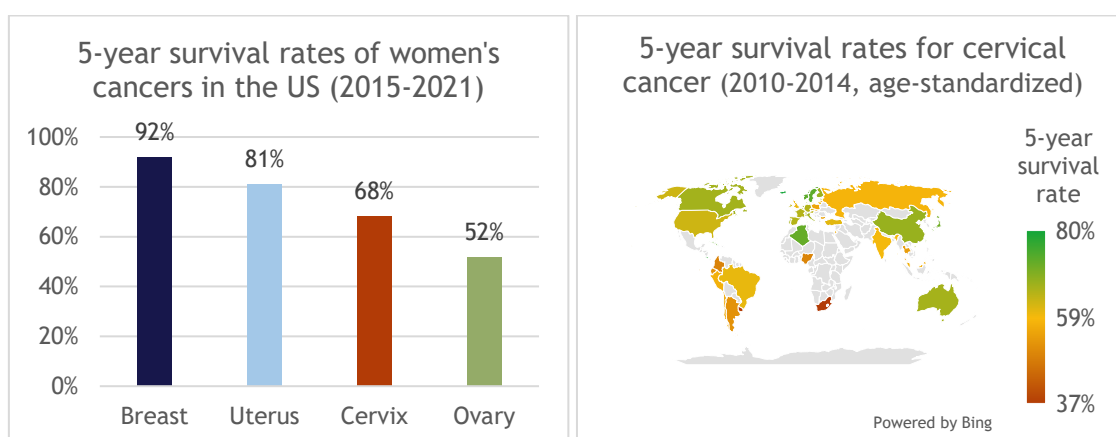 5-year survival rates of women's
cancers in the US (2015-2021)
100%
80%
60%
40%
20%
0%
92%
81%
68%
52%
Breast
Uterus
Cervix
Ovary
5-year survival rates for cervical
cancer (2010-2014, age-standardized)
5-year
survival
rate
80%
59%
37%
Powered by Bing